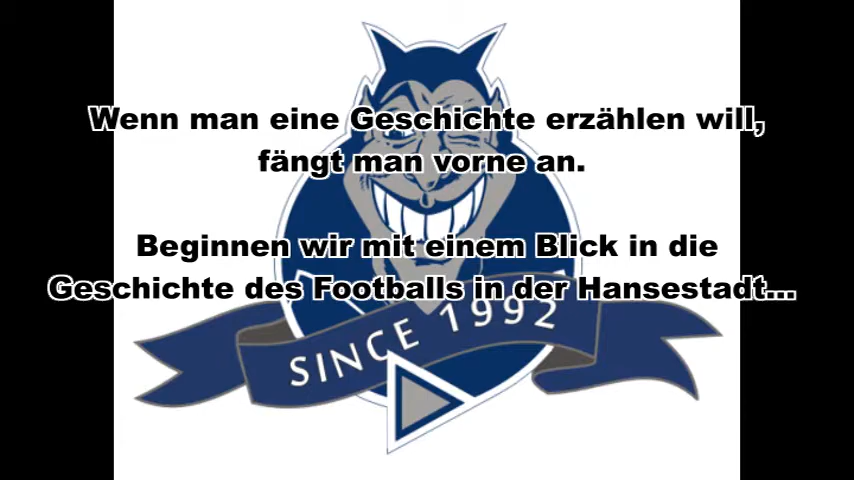 Wenn man eine Geschichte erzählen will,
fängt man vorne an.
Beginnen wir mit einem Blick in die
Geschichte des Footballs in der Hansestadt...
SINCE 1992